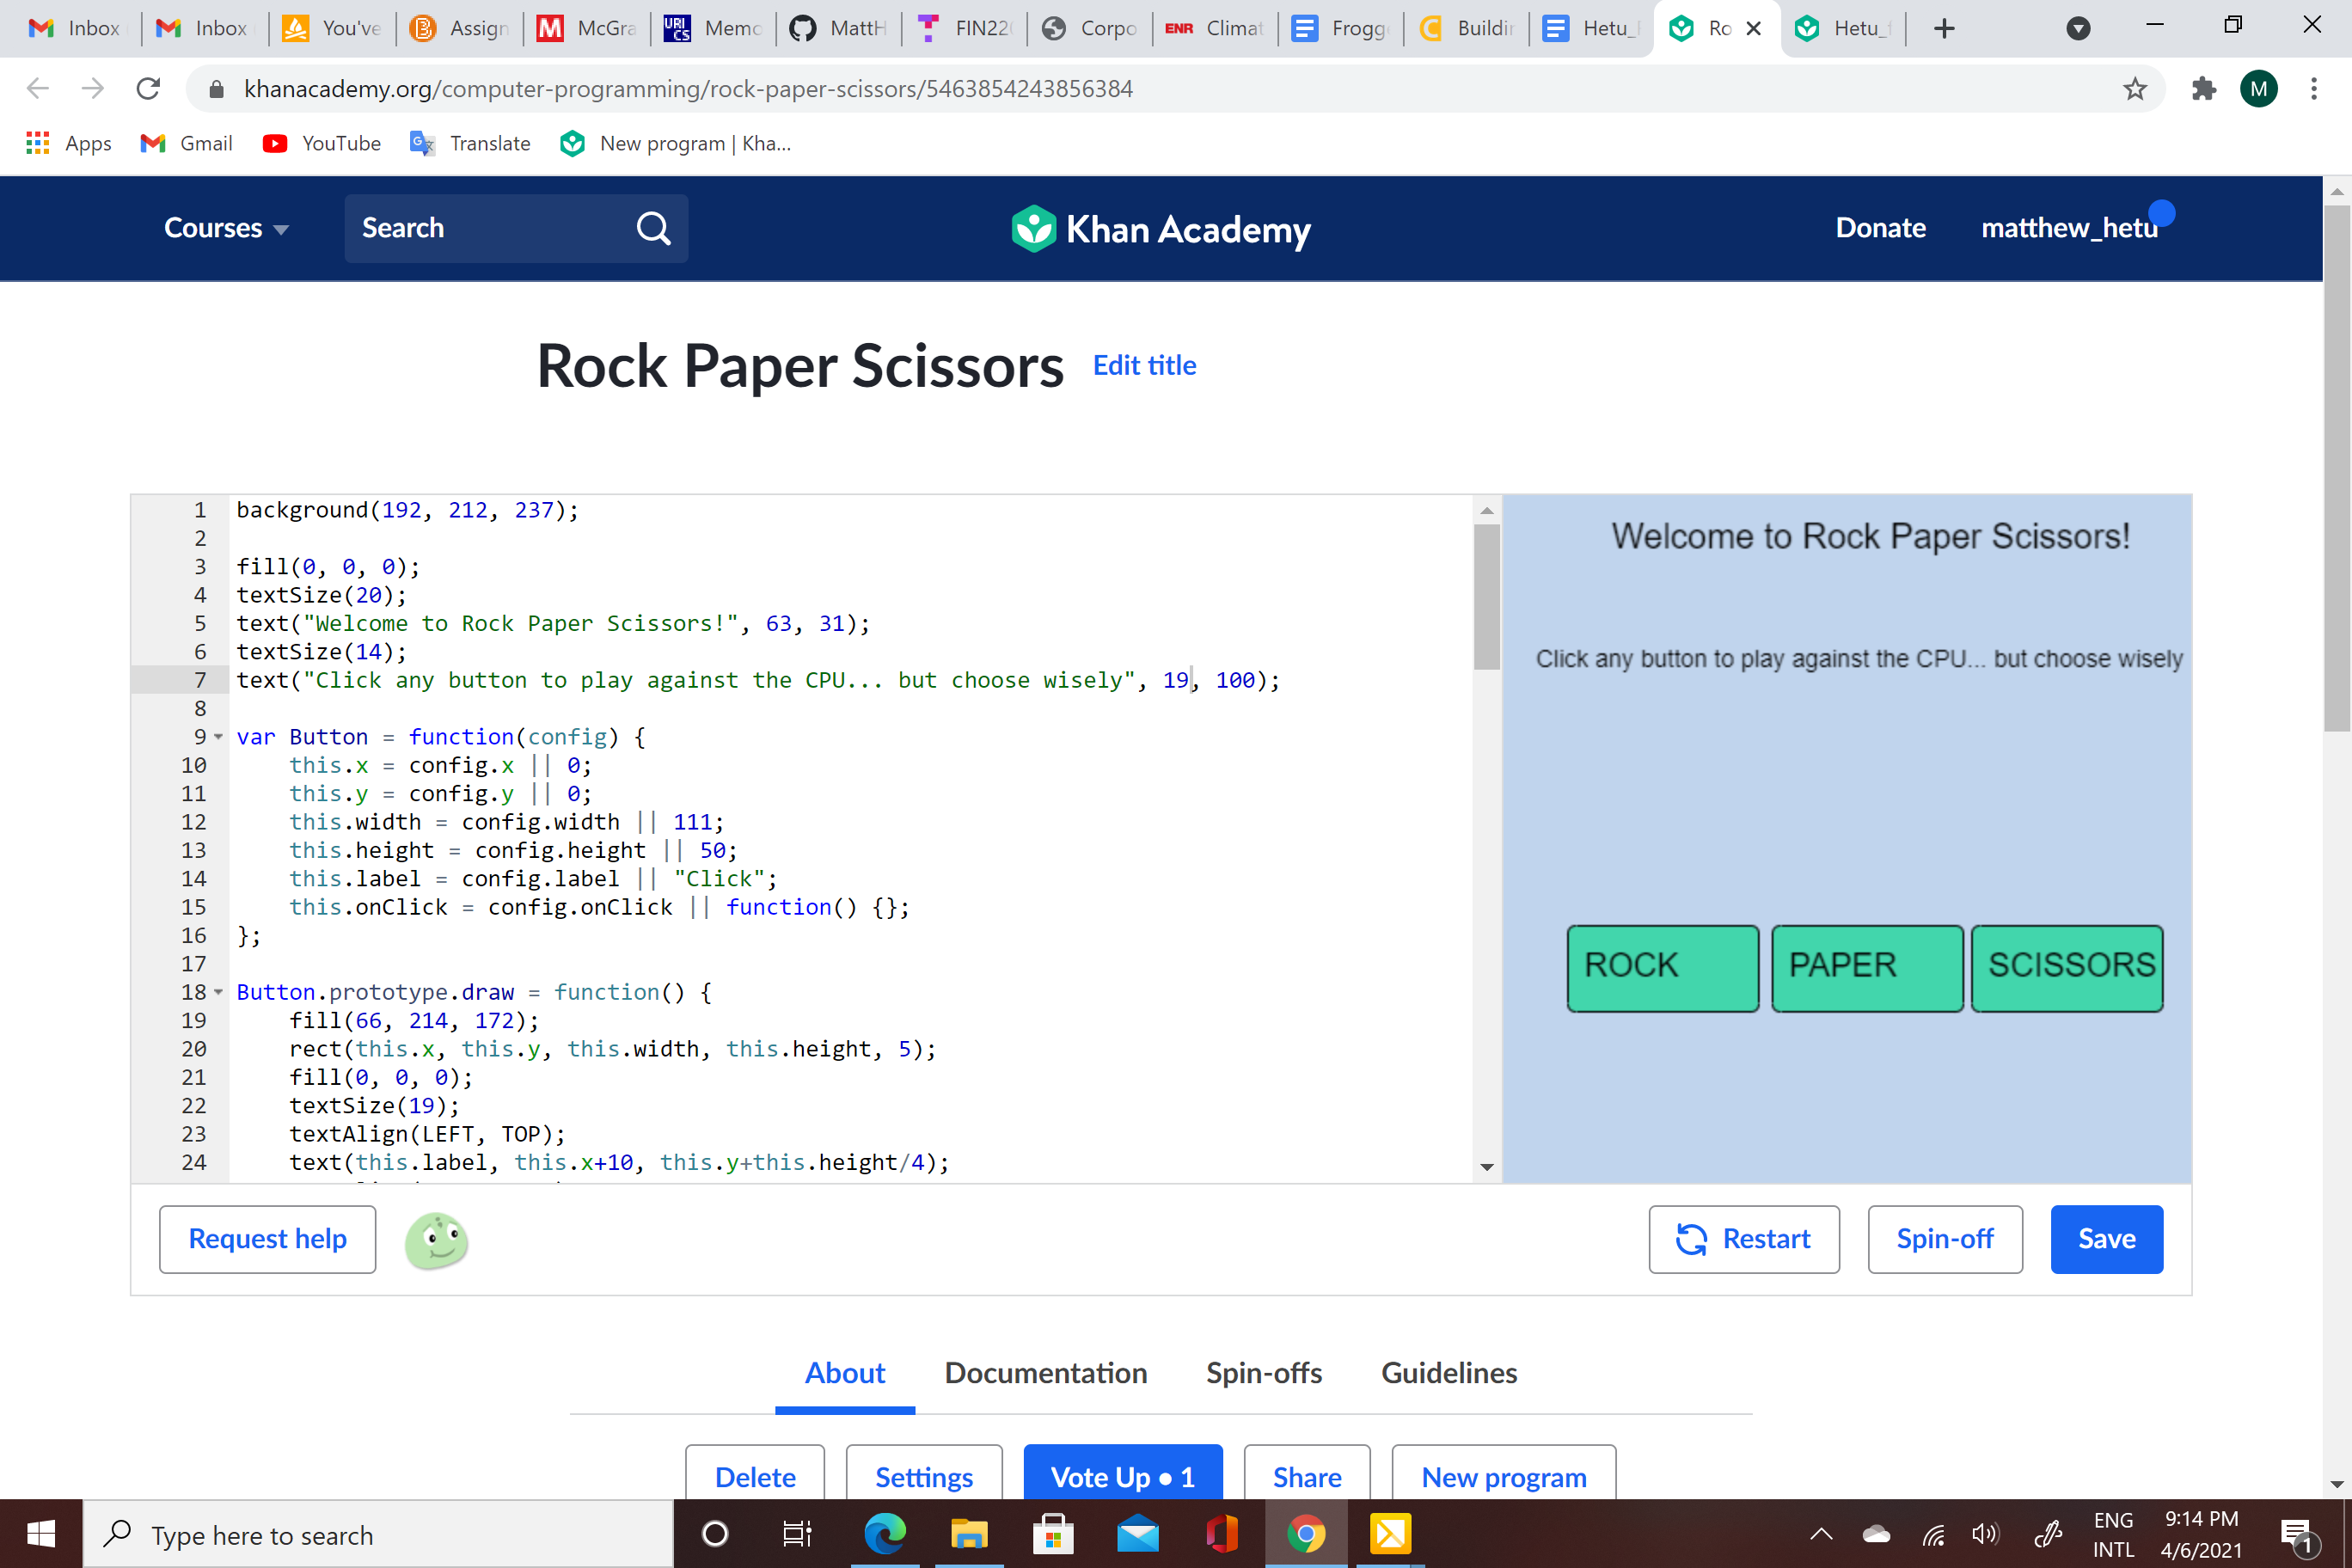 Inbox
Inbox
You've
Assign
McGra
URI CS
Memo
MattH
FIN22
Corpo
ENR Climat
Frogg
Buildin
Hetu_
Ro
Hetu_f
khanacademy.org/computer-programming/rock-paper-scissors/5463854243856384
M
Apps
Gmail
YouTube
Translate
New program | Kha...
Courses
Search
Khan Academy
Donate
matthew_hetu
Rock Paper Scissors
Edit title
1 background(192, 212, 237);
2
3 fill(0, 0, 0);
4 textSize(20);
5 text("Welcome to Rock Paper Scissors!", 63, 31);
6 textSize(14);
7 text("Click any button to play against the CPU... but choose wisely", 19, 100);
8
9 var Button = function(config) {
10 this.x = config.x || 0;
11 this.y = config.y || 0;
12 this.width = config.width || 111;
13 this.height = config.height || 50;
14 this.label = config.label || "Click";
15 this.onClick = config.onClick || function() {};
16 };
17
18 Button.prototype.draw = function() {
19 fill(66, 214, 172);
20 rect(this.x, this.y, this.width, this.height, 5);
21 fill(0, 0, 0);
22 textSize(19);
23 textAlign(LEFT, TOP);
24 text(this.label, this.x+10, this.y+this.height/4);
Welcome to Rock Paper Scissors!
Click any button to play against the CPU... but choose wisely
ROCK
PAPER
SCISSORS
Request help
Restart
Spin-off
Save
About
Documentation
Spin-offs
Guidelines
Delete
Settings
Vote Up • 1
Share
New program
Type here to search
ENG
INTL
9:14 PM
4/6/2021
1